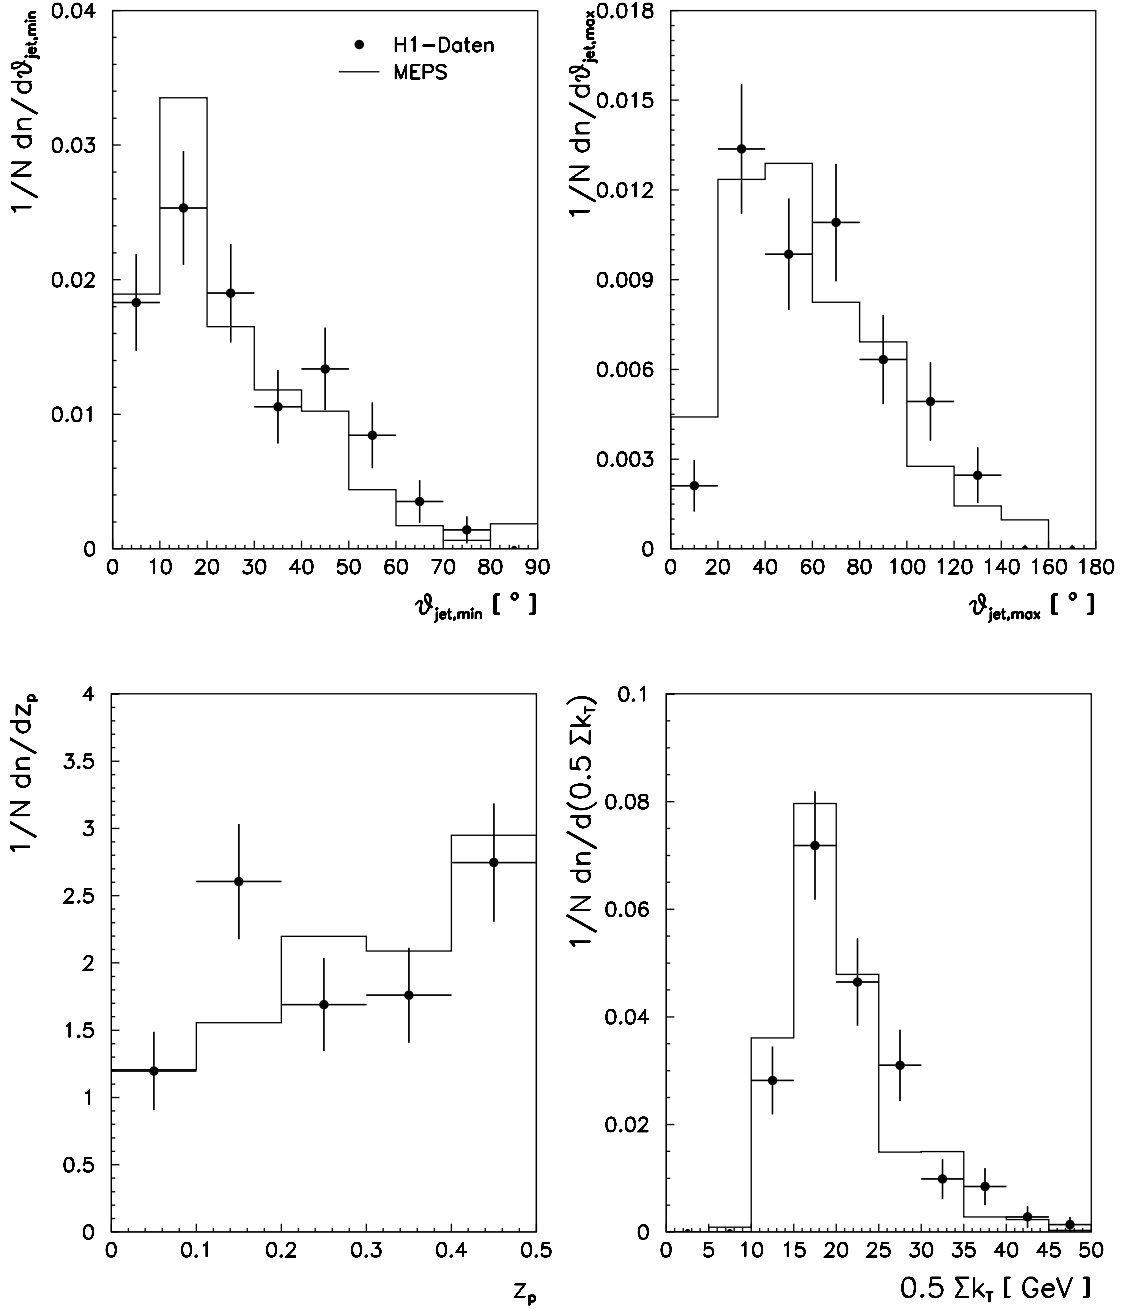 1/N dn/dϑjet,min
0.04
0.03
0.02
0.01
0
H1-Daten
MEPS
0 10 20 30 40 50 60 70 80 90
ϑjet,min [ ° ]
1/N dn/dϑjet,max
0.018
0.015
0.012
0.009
0.006
0.003
0
0 20 40 60 80 100 120 140 160 180
ϑjet,max [ ° ]
1/N dn/dzp
4
3.5
3
2.5
2
1.5
1
0.5
0
0 0.1 0.2 0.3 0.4 0.5
zp
1/N dn/d(0.5 ΣkT)
0.1
0.08
0.06
0.04
0.02
0
0 5 10 15 20 25 30 35 40 45 50
0.5 ΣkT [ GeV ]